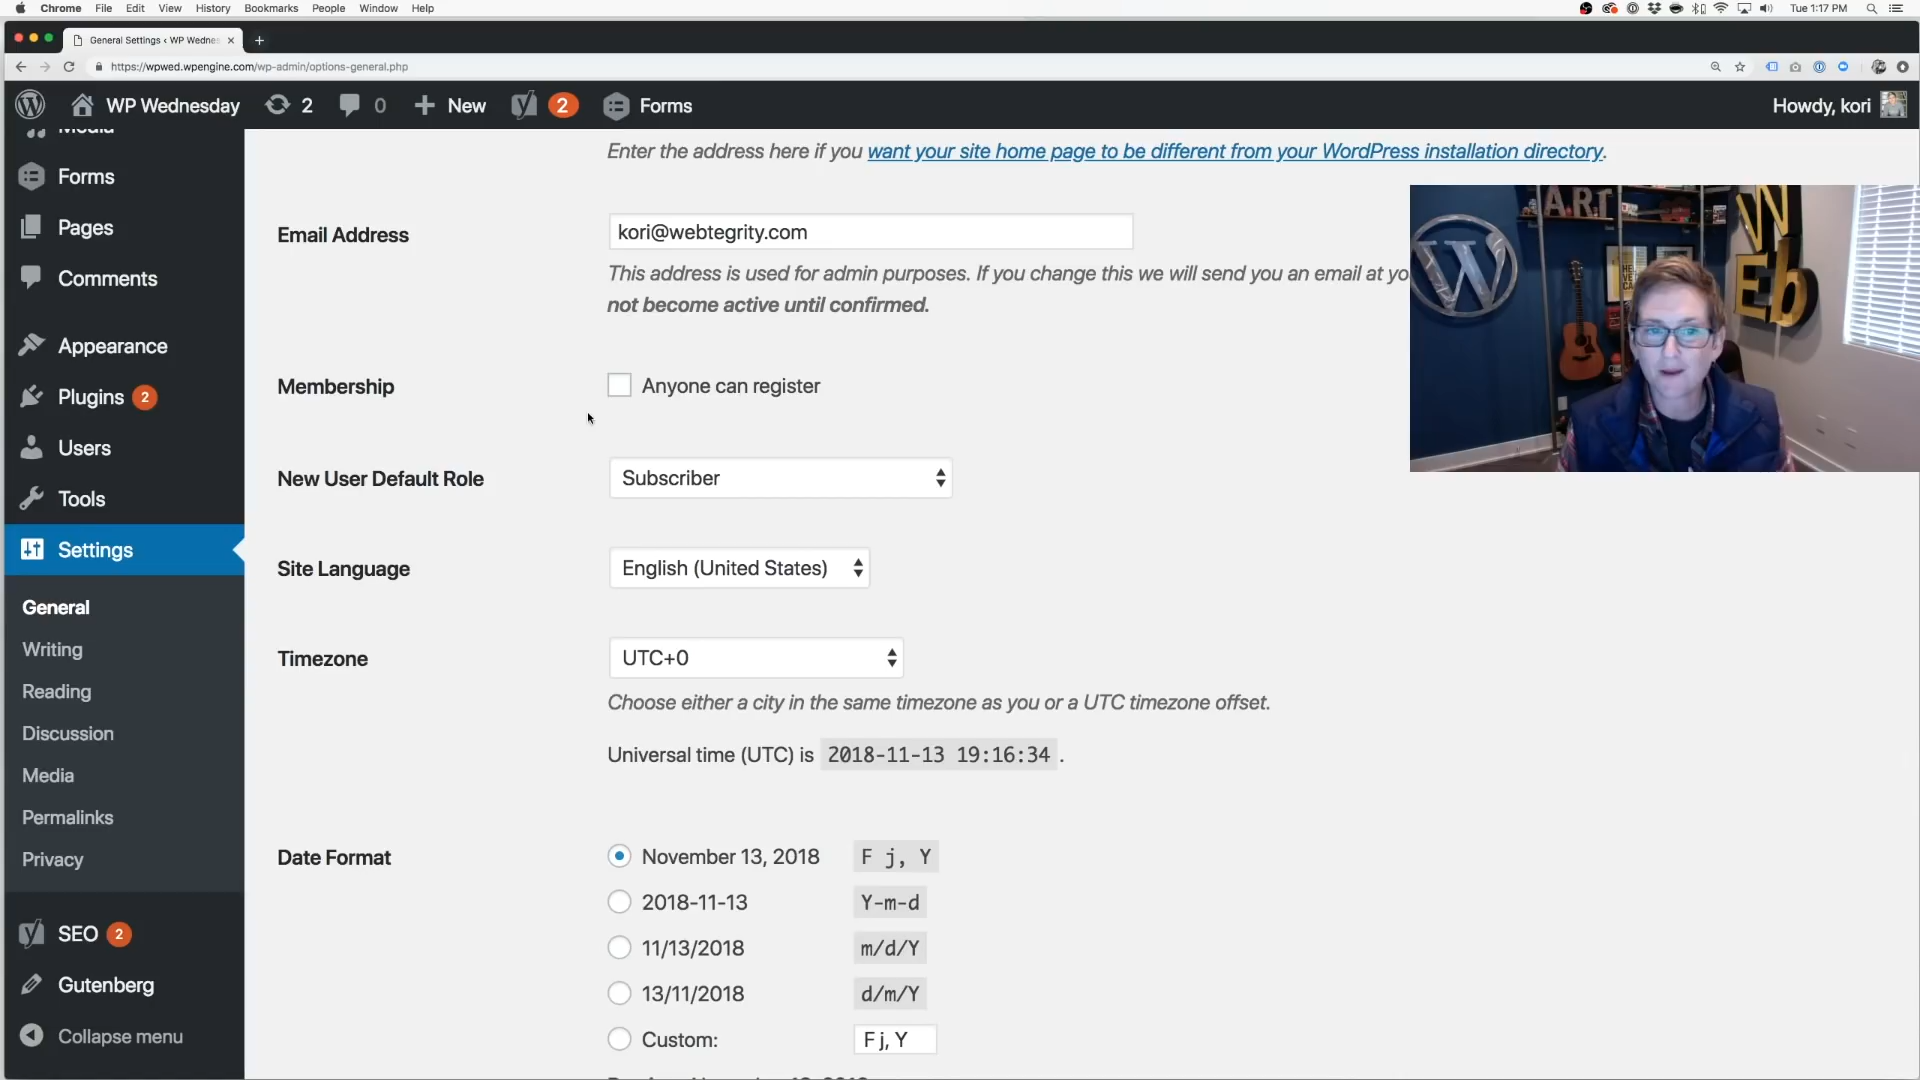 Chrome File Edit View History Bookmarks People Window Help Tue 1:17 PM
General Settings ‹ WP Wednes
https://wpwed.wpengine.com/wp-admin/options-general.php
WP Wednesday 2 0 New 2 Forms Howdy, kori
Media
Forms
Pages
Comments
Appearance
Plugins 2
Users
Tools
Settings
General
Writing
Reading
Discussion
Media
Permalinks
Privacy
SEO 2
Gutenberg
Collapse menu
Enter the address here if you want your site home page to be different from your WordPress installation directory.
Email Address kori@webtegrity.com
This address is used for admin purposes. If you change this we will send you an email at yo
not become active until confirmed.
Membership Anyone can register
New User Default Role Subscriber
Site Language English (United States)
Timezone UTC+0
Choose either a city in the same timezone as you or a UTC timezone offset.
Universal time (UTC) is 2018-11-13 19:16:34 .
Date Format November 13, 2018 F j, Y
2018-11-13 Y-m-d
11/13/2018 m/d/Y
13/11/2018 d/m/Y
Custom: F j, Y
ART
W
W
Eb